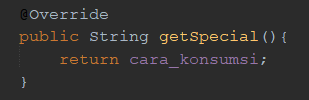 @Override
public String getSpecial(){
    return cara_konsumsi;
}